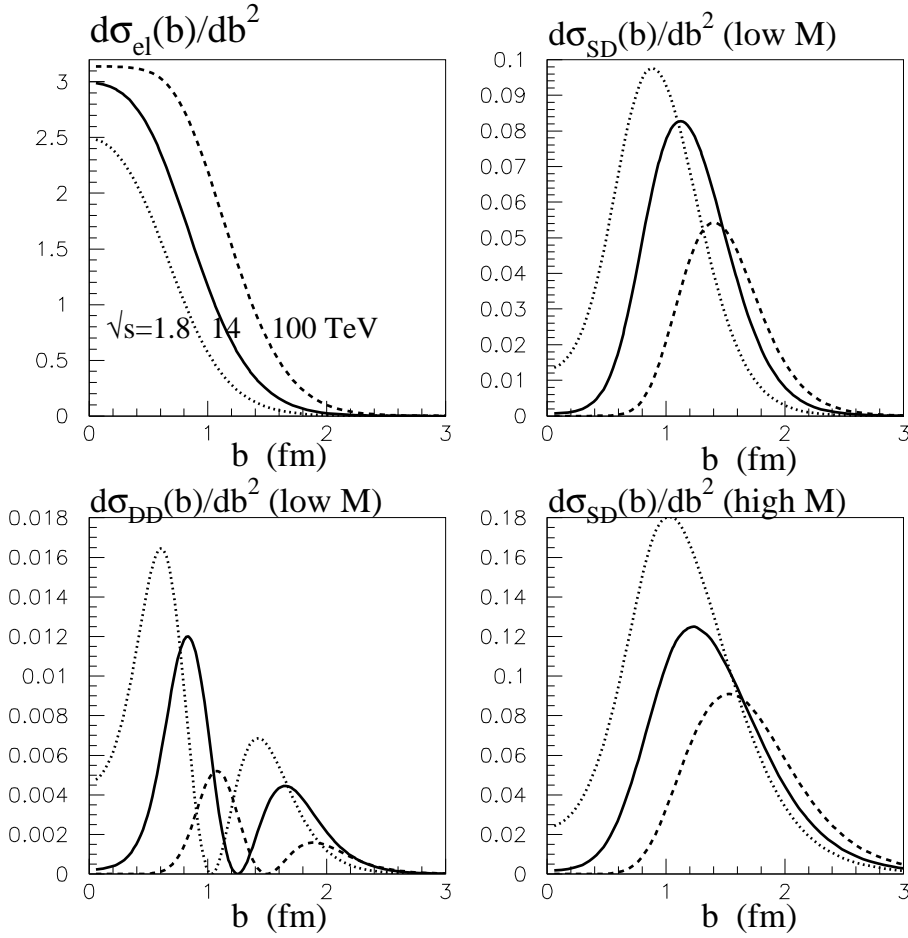 dσel(b)/db²
3
2.5
2
1.5
1
0.5
0
√s=1.8 14 100 TeV
0 1 2 3
b (fm)
dσSD(b)/db² (low M)
0.1
0.09
0.08
0.07
0.06
0.05
0.04
0.03
0.02
0.01
0
0 1 2 3
b (fm)
dσDD(b)/db² (low M)
0.018
0.016
0.014
0.012
0.01
0.008
0.006
0.004
0.002
0
0 1 2 3
b (fm)
dσSD(b)/db² (high M)
0.18
0.16
0.14
0.12
0.1
0.08
0.06
0.04
0.02
0
0 1 2 3
b (fm)